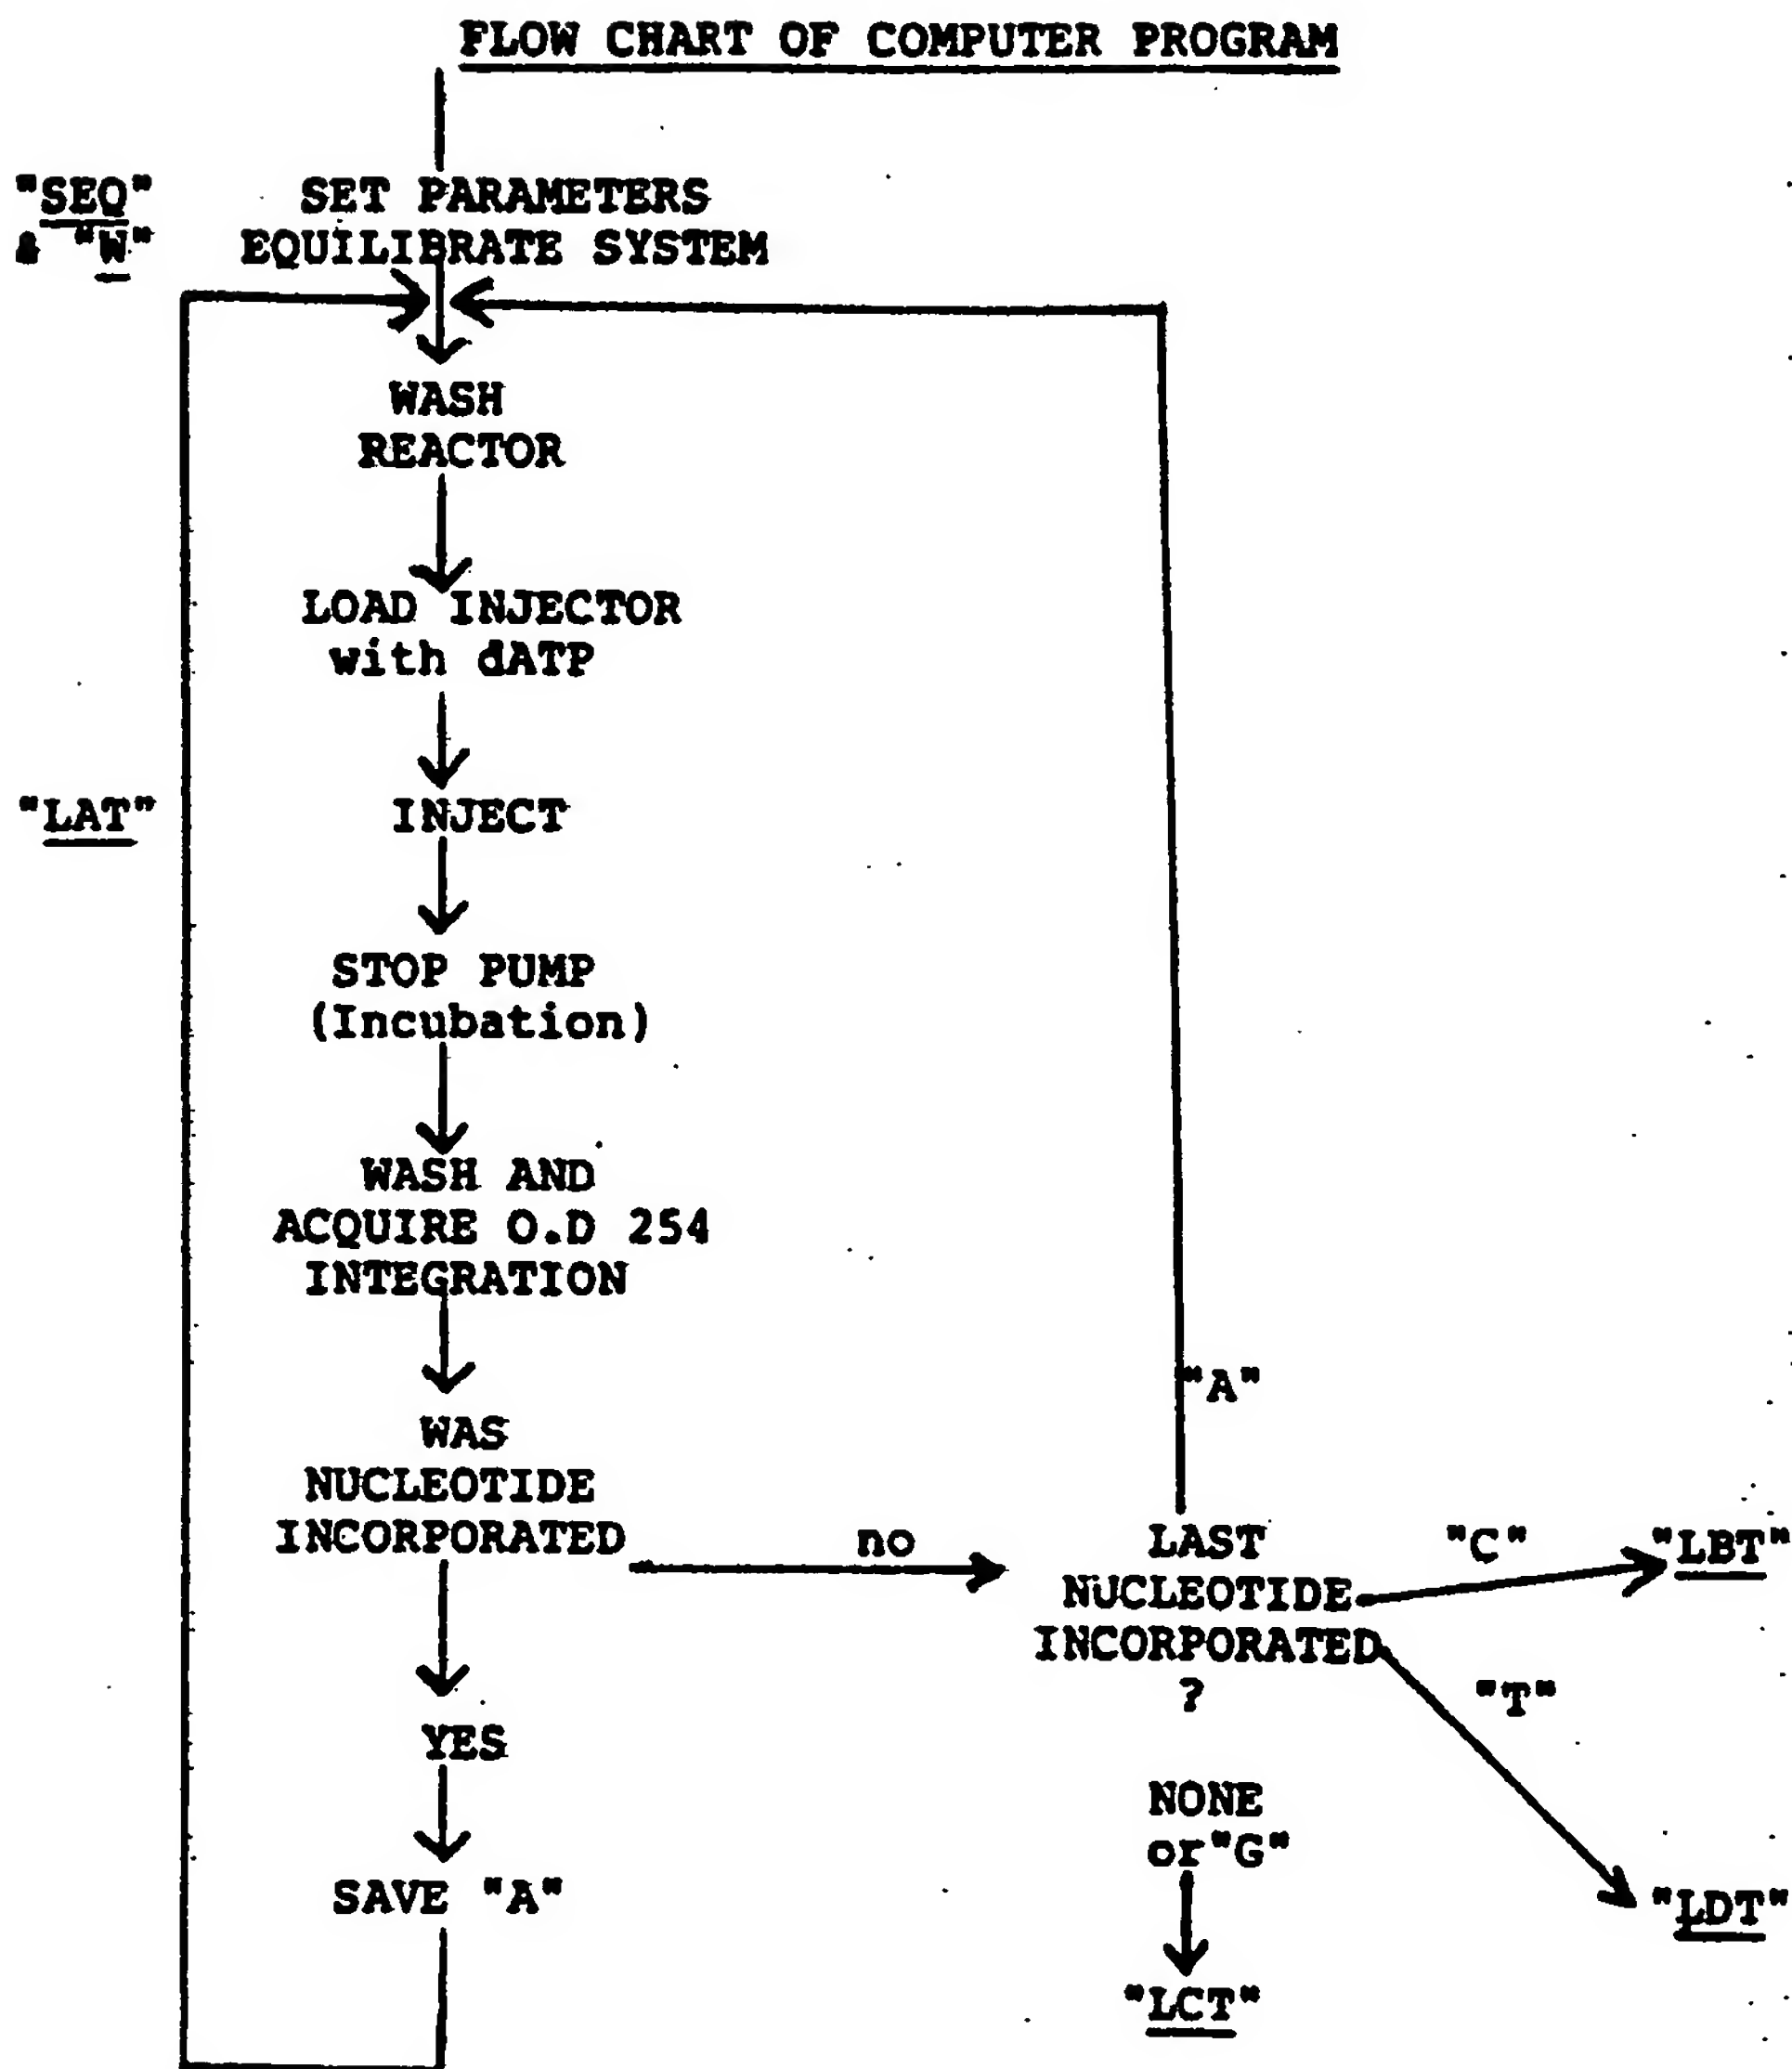 FLOW CHART OF COMPUTER PROGRAM
"SEQ"
& "W"
SET PARAMETERS
EQUILIBRATE SYSTEM
WASH
REACTOR
LOAD INJECTOR
with dATP
"LAT"
INJECT
STOP PUMP
(Incubation)
WASH AND
ACQUIRE O.D 254
INTEGRATION
"A"
WAS
NUCLEOTIDE
INCORPORATED
no
LAST
NUCLEOTIDE
INCORPORATED
?
"C"
"LBT"
"T"
"LDT"
YES
NONE
or"G"
SAVE "A"
"LCT"